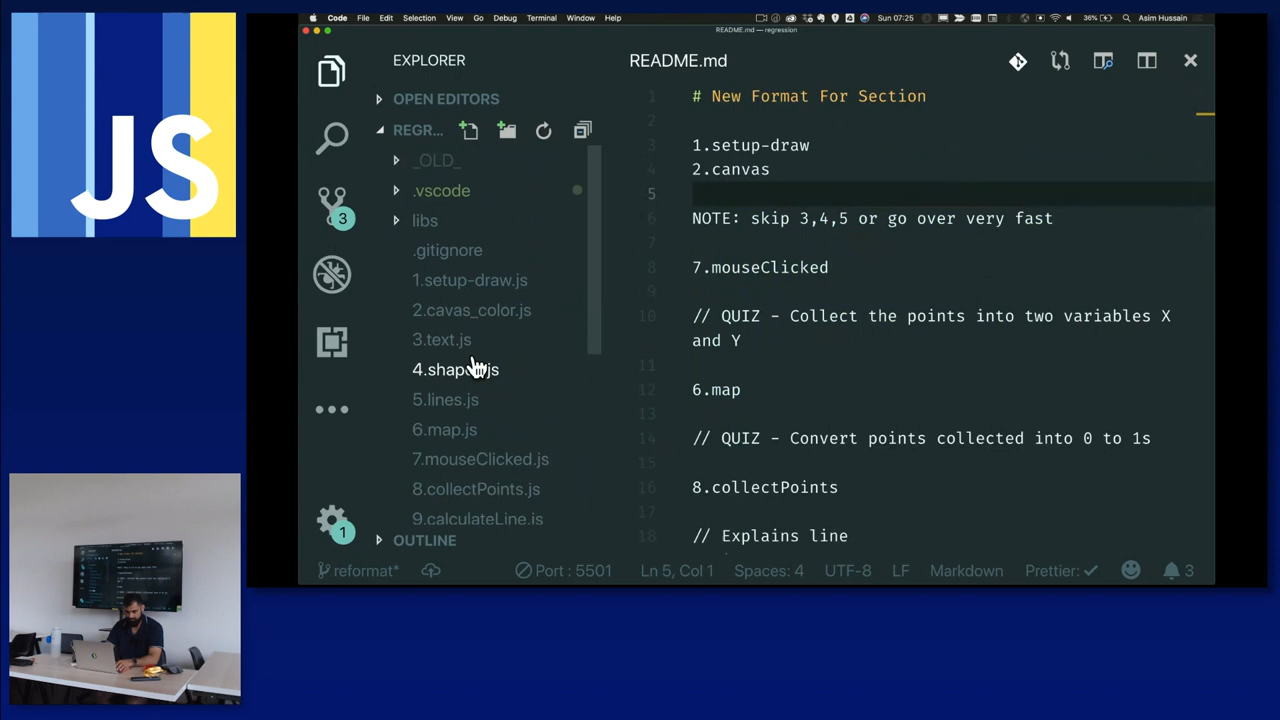 JS
Code File Edit Selection View Go Debug Terminal Window Help
Sun 07:25
36%
Asim Hussain
README.md — regression
EXPLORER
OPEN EDITORS
REGR...
_OLD_
.vscode
libs
.gitignore
1.setup-draw.js
2.cavas_color.js
3.text.js
5.lines.js
6.map.js
7.mouseClicked.js
8.collectPoints.js
9.calculateLine.js
OUTLINE
3
1
README.md
1 # New Format For Section
2
3 1.setup-draw
4 2.canvas
5
6 NOTE: skip 3,4,5 or go over very fast
7
8 7.mouseClicked
9
10 // QUIZ - Collect the points into two variables X
and Y
11
12 6.map
13
14 // QUIZ - Convert points collected into 0 to 1s
15
16 8.collectPoints
17
18 // Explains line
reformat*
Port : 5501
Ln 5, Col 1
Spaces: 4
UTF-8
LF
Markdown
Prettier: ✓
3